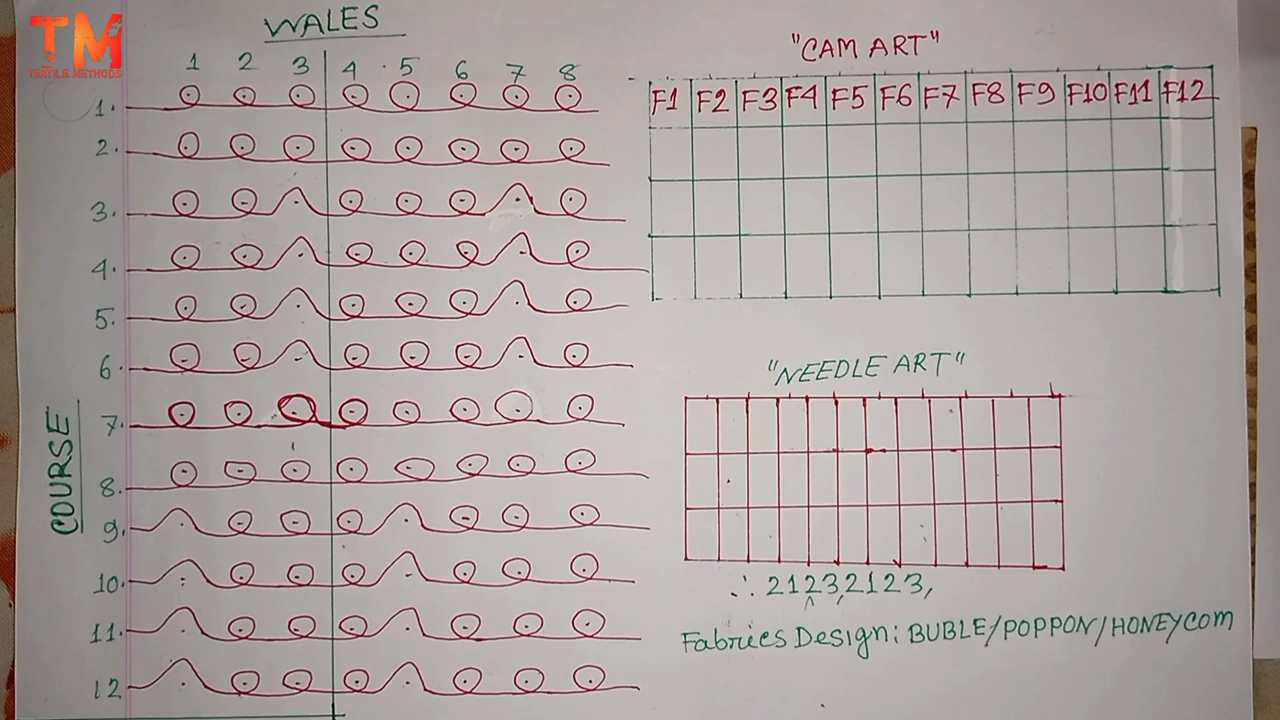 TM
TEXTILE METHODS
WALES
1 2 3 4 5 6 7 8
1.
2.
3.
4.
5.
6.
7.
8.
9.
10.
11.
12
COURSE
"CAM ART"
F1 F2 F3 F4 F5 F6 F7 F8 F9 F10 F11 F12
"NEEDLE ART"
∴ 2123,2123,
Fabrics Design: BUBLE/POPPON/HONEYCOM